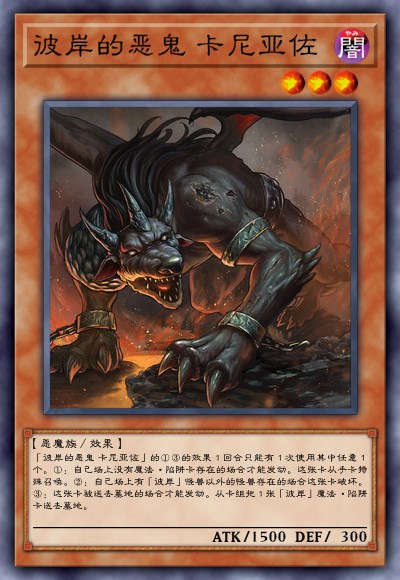 彼岸的恶鬼 卡尼亚佐
やみ
闇
【恶魔族/效果】
「彼岸的恶鬼 卡尼亚佐」的①③的效果1回合只能有1次使用其中任意1
个。①：自己场上没有魔法·陷阱卡存在的场合才能发动。这张卡从手卡特
殊召唤。②：自己场上有「彼岸」怪兽以外的怪兽存在的场合这张卡破坏。
③：这张卡被送去墓地的场合才能发动。从卡组把1张「彼岸」魔法·陷阱
卡送去墓地。
ATK/1500 DEF/ 300